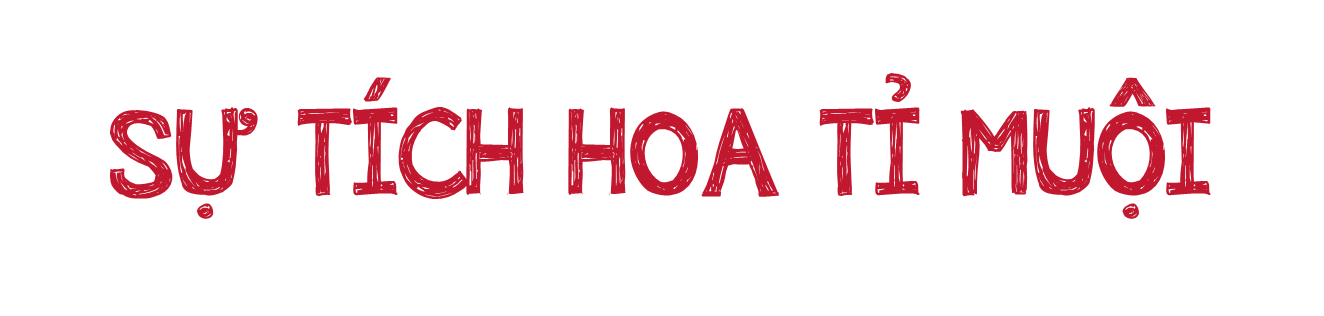 SỰ TÍCH HOA TỈ MUỘI